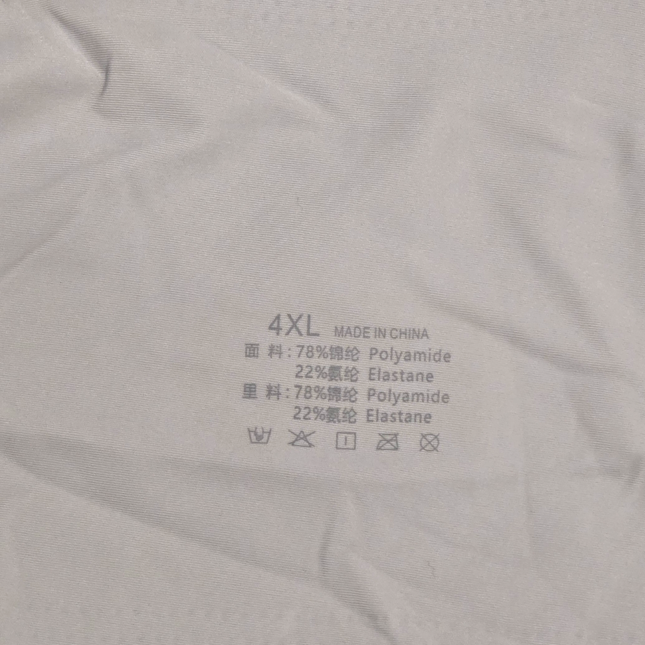 4XL MADE IN CHINA
面 料:78%锦纶 Polyamide
22%氨纶 Elastane
里 料:78%锦纶 Polyamide
22%氨纶 Elastane